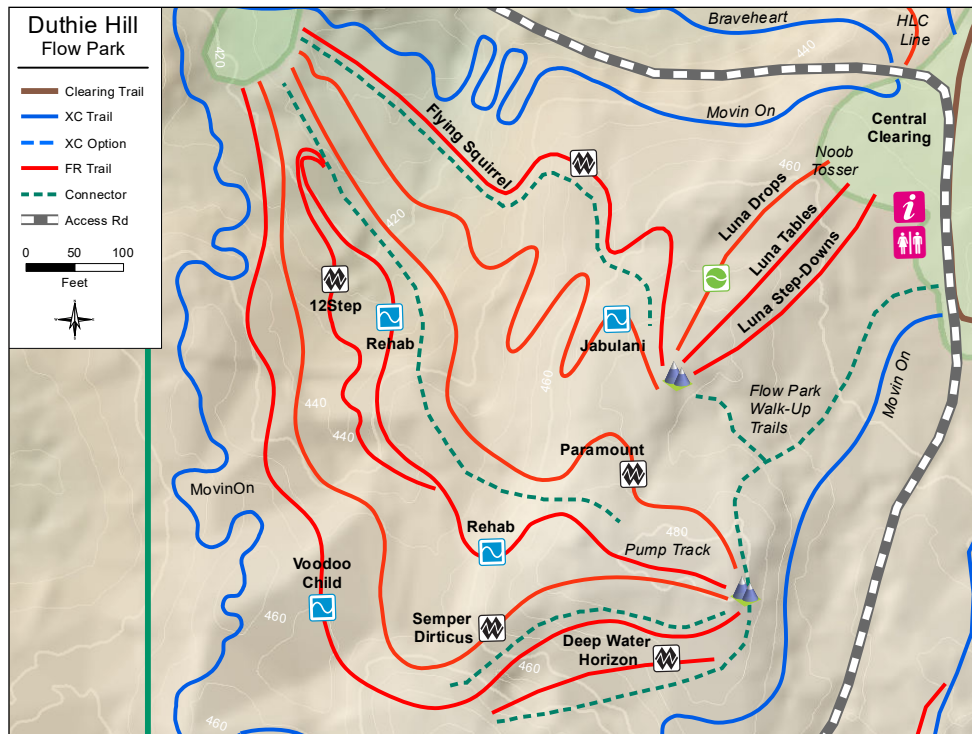 Duthie Hill
Flow Park
Clearing Trail
XC Trail
XC Option
FR Trail
Connector
Access Rd
0 50 100
Feet
420
Braveheart
440
HLC
Line
Movin On
Central
Clearing
Flying Squirrel
460
Noob
Tosser
Luna Drops
Luna Tables
Luna Step-Downs
i
420
12Step
Rehab
Jabulani
460
Movin On
Flow Park
Walk-Up
Trails
440
440
Paramount
MovinOn
Rehab
480
Pump Track
Voodoo
Child
460
Semper
Dirticus
Deep Water
Horizon
460
460